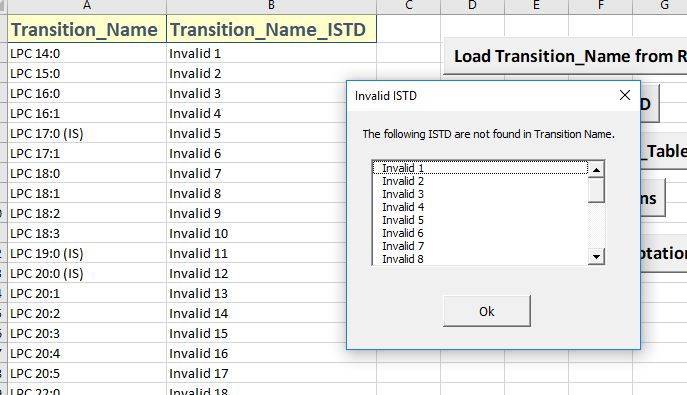 A B C D E F G
Transition_Name Transition_Name_ISTD
LPC 14:0 Invalid 1
LPC 15:0 Invalid 2
LPC 16:0 Invalid 3
LPC 16:1 Invalid 4
LPC 17:0 (IS) Invalid 5
LPC 17:1 Invalid 6
LPC 18:0 Invalid 7
LPC 18:1 Invalid 8
LPC 18:2 Invalid 9
LPC 18:3 Invalid 10
LPC 19:0 (IS) Invalid 11
LPC 20:0 (IS) Invalid 12
LPC 20:1 Invalid 13
LPC 20:2 Invalid 14
LPC 20:3 Invalid 15
LPC 20:4 Invalid 16
LPC 20:5 Invalid 17
LPC 22:0 Invalid 18
Load Transition_Name from R
D
_Table
ms
otation
Invalid ISTD
The following ISTD are not found in Transition Name.
Invalid 1
Invalid 2
Invalid 3
Invalid 4
Invalid 5
Invalid 6
Invalid 7
Invalid 8
Ok